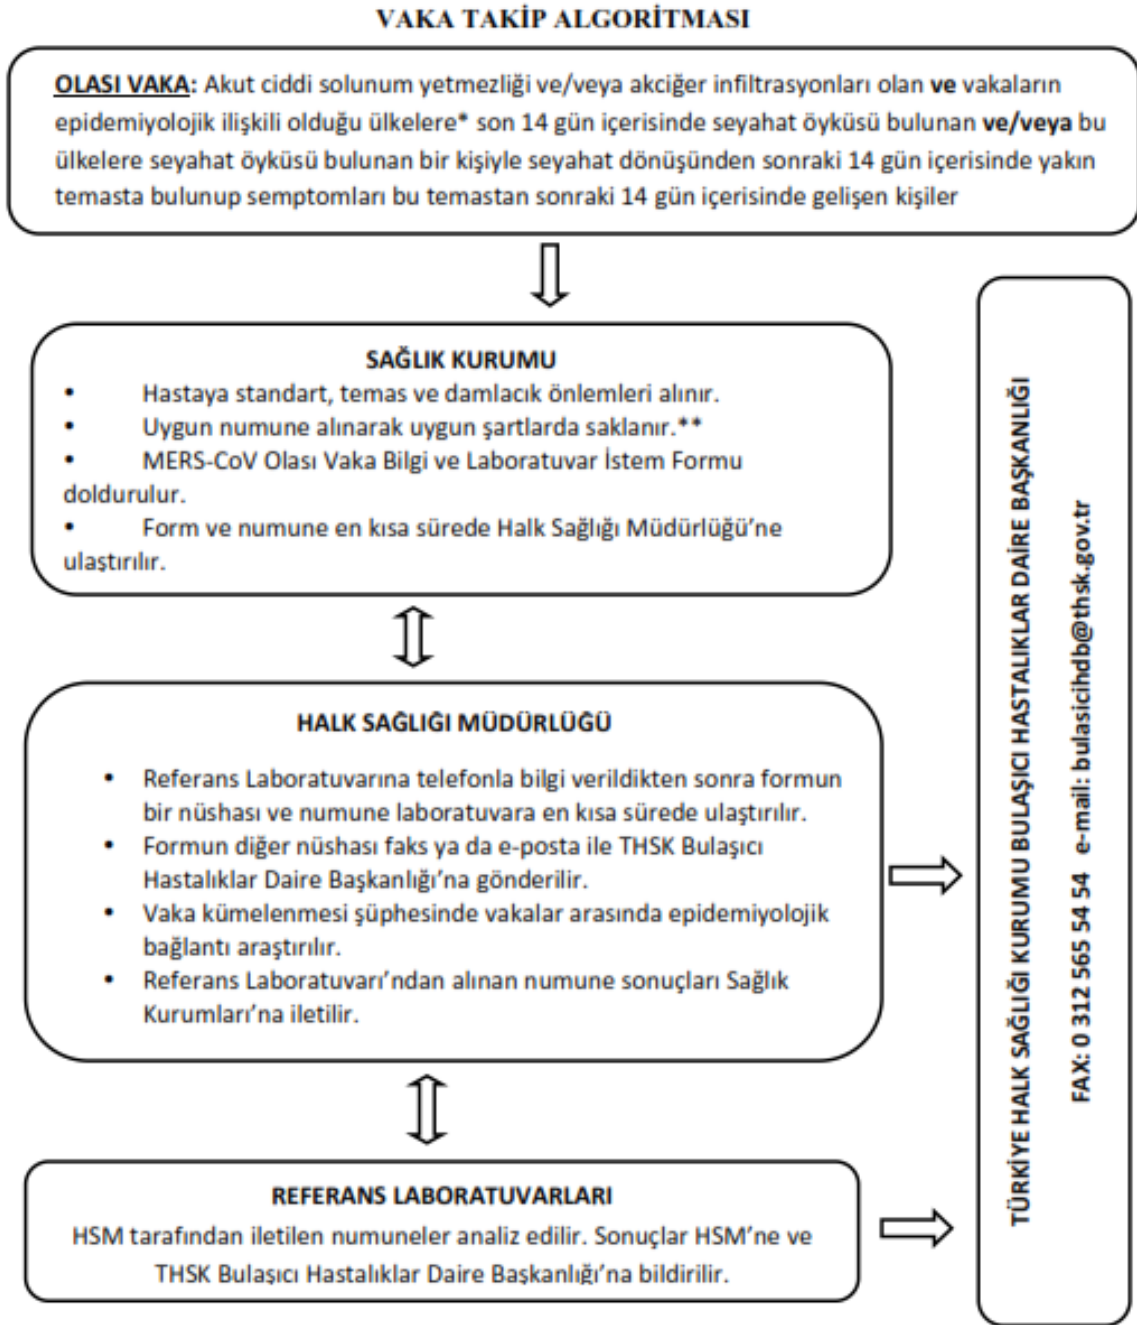 VAKA TAKİP ALGORİTMASI
OLASI VAKA: Akut ciddi solunum yetmezliği ve/veya akciğer infiltrasyonları olan ve vakaların
epidemiyolojik ilişkili olduğu ülkelere* son 14 gün içerisinde seyahat öyküsü bulunan ve/veya bu
ülkelere seyahat öyküsü bulunan bir kişiyle seyahat dönüşünden sonraki 14 gün içerisinde yakın
temasta bulunup semptomları bu temastan sonraki 14 gün içerisinde gelişen kişiler
SAĞLIK KURUMU
• Hastaya standart, temas ve damlacık önlemleri alınır.
• Uygun numune alınarak uygun şartlarda saklanır.**
• MERS-CoV Olası Vaka Bilgi ve Laboratuvar İstem Formu
doldurulur.
• Form ve numune en kısa sürede Halk Sağlığı Müdürlüğü’ne
ulaştırılır.
HALK SAĞLIĞI MÜDÜRLÜĞÜ
• Referans Laboratuvarına telefonla bilgi verildikten sonra formun
bir nüshası ve numune laboratuvara en kısa sürede ulaştırılır.
• Formun diğer nüshası faks ya da e-posta ile THSK Bulaşıcı
Hastalıklar Daire Başkanlığı’na gönderilir.
• Vaka kümelenmesi şüphesinde vakalar arasında epidemiyolojik
bağlantı araştırılır.
• Referans Laboratuvarı’ndan alınan numune sonuçları Sağlık
Kurumları’na iletilir.
REFERANS LABORATUVARLARI
HSM tarafından iletilen numuneler analiz edilir. Sonuçlar HSM’ne ve
THSK Bulaşıcı Hastalıklar Daire Başkanlığı’na bildirilir.
TÜRKİYE HALK SAĞLIĞI KURUMU BULAŞICI HASTALIKLAR DAİRE BAŞKANLIĞI
FAX: 0 312 565 54 54 e-mail: bulasicihdb@thsk.gov.tr